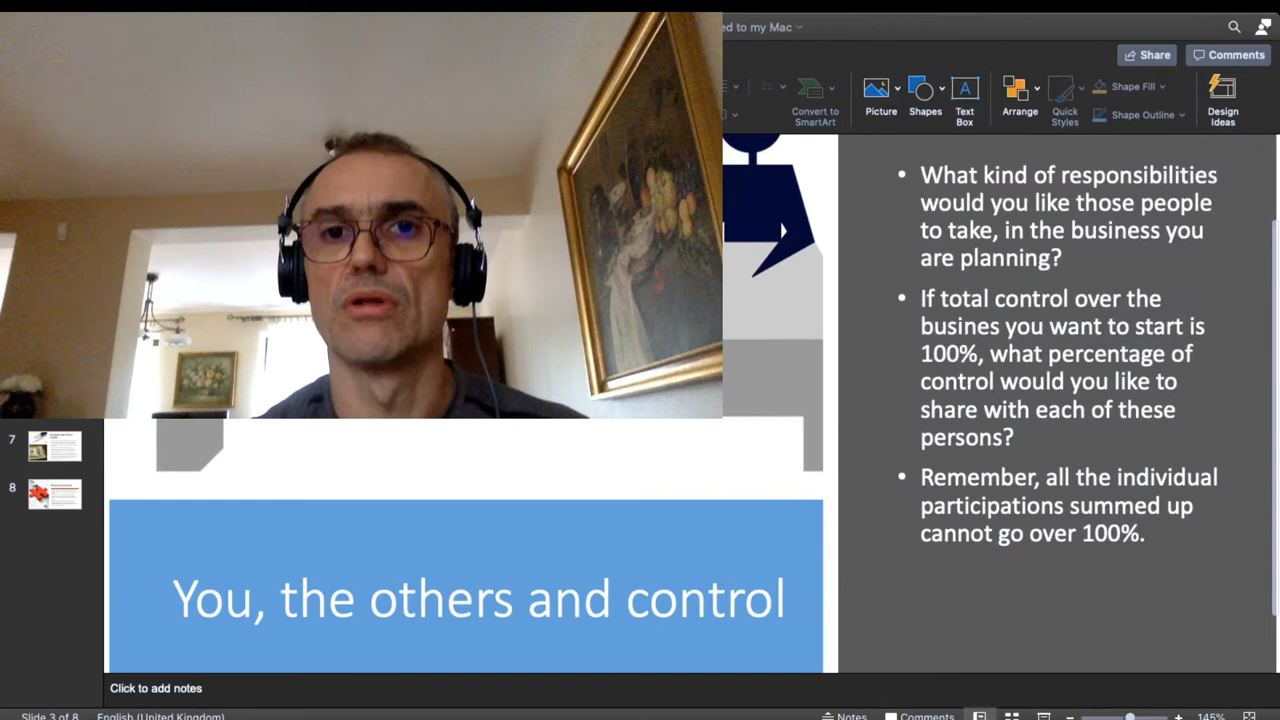 ed to my Mac
Share
Comments
Convert to
SmartArt
Picture
Shapes
Text
Box
Arrange
Quick
Styles
Shape Fill
Shape Outline
Design
Ideas
• What kind of responsibilities
would you like those people
to take, in the business you
are planning?
• If total control over the
busines you want to start is
100%, what percentage of
control would you like to
share with each of these
persons?
• Remember, all the individual
participations summed up
cannot go over 100%.
7
8
You, the others and control
Click to add notes
Slide 3 of 8
English (United Kingdom)
Notes
Comments
145%